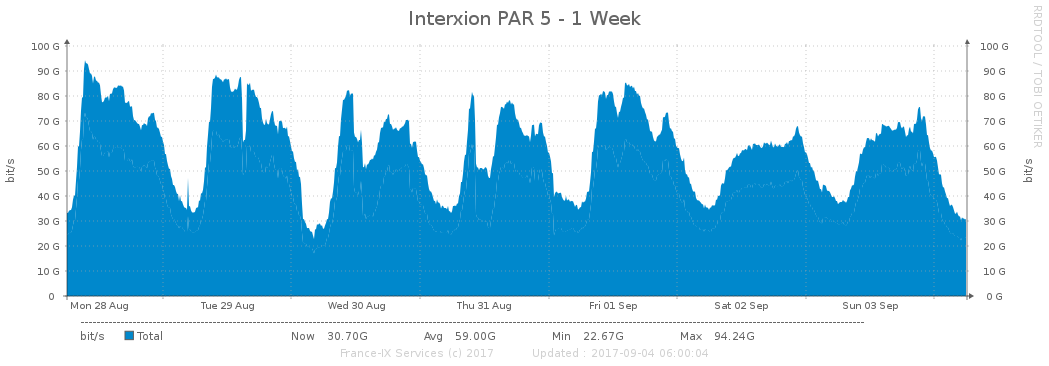 Interxion PAR 5 - 1 Week
RRDTOOL / TOBI OETIKER
bit/s
100 G
90 G
80 G
70 G
60 G
50 G
40 G
30 G
20 G
10 G
0
100 G
90 G
80 G
70 G
60 G
50 G
40 G
30 G
20 G
10 G
0 G
bit/s
Mon 28 Aug Tue 29 Aug Wed 30 Aug Thu 31 Aug Fri 01 Sep Sat 02 Sep Sun 03 Sep
bit/s Total Now 30.70G Avg 59.00G Min 22.67G Max 94.24G
France-IX Services (c) 2017 Updated : 2017-09-04 06:00:04